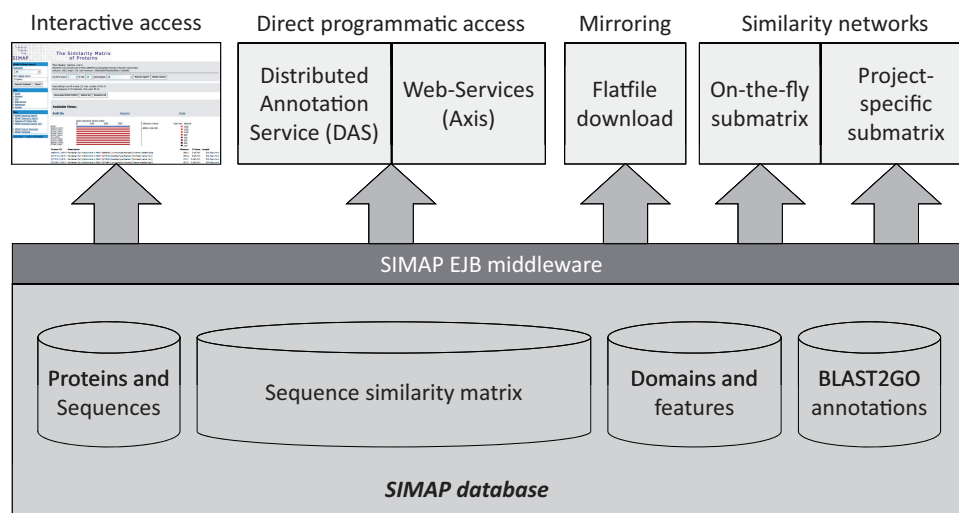 Interactive access
Direct programmatic access
Mirroring
Similarity networks
SIMAP
The Similarity Matrix
of Proteins
Distributed
Annotation
Service (DAS)
Web-Services
(Axis)
Flatfile
download
On-the-fly
submatrix
Project-
specific
submatrix
SIMAP EJB middleware
Proteins and
Sequences
Sequence similarity matrix
Domains and
features
BLAST2GO
annotations
SIMAP database